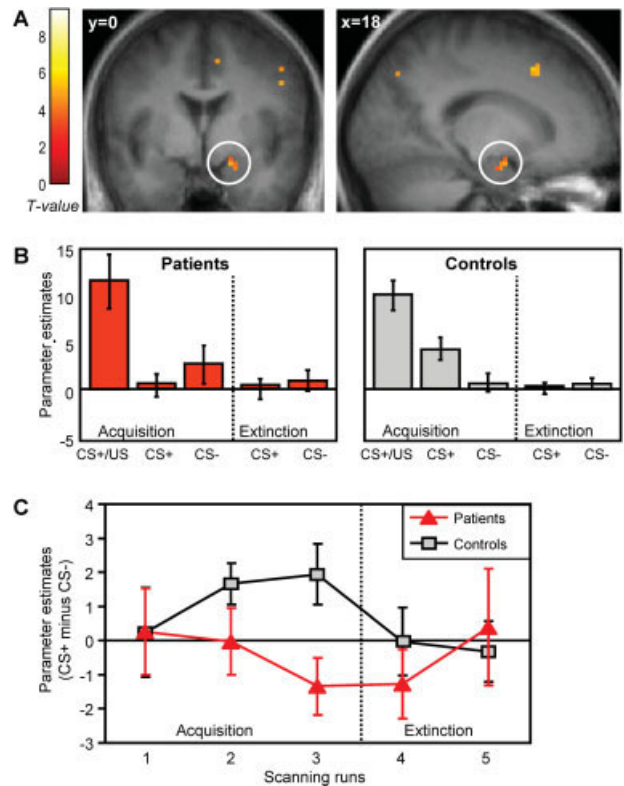 A
y=0
x=18
8
6
4
2
0
T-value
B
Patients
Controls
Parameter estimates
15
10
5
0
-5
Acquisition
Extinction
Acquisition
Extinction
CS+/US CS+ CS- CS+ CS-
CS+/US CS+ CS- CS+ CS-
C
Parameter estimates
(CS+ minus CS-)
4
3
2
1
0
-1
-2
-3
Patients
Controls
Acquisition
Extinction
1 2 3 4 5
Scanning runs